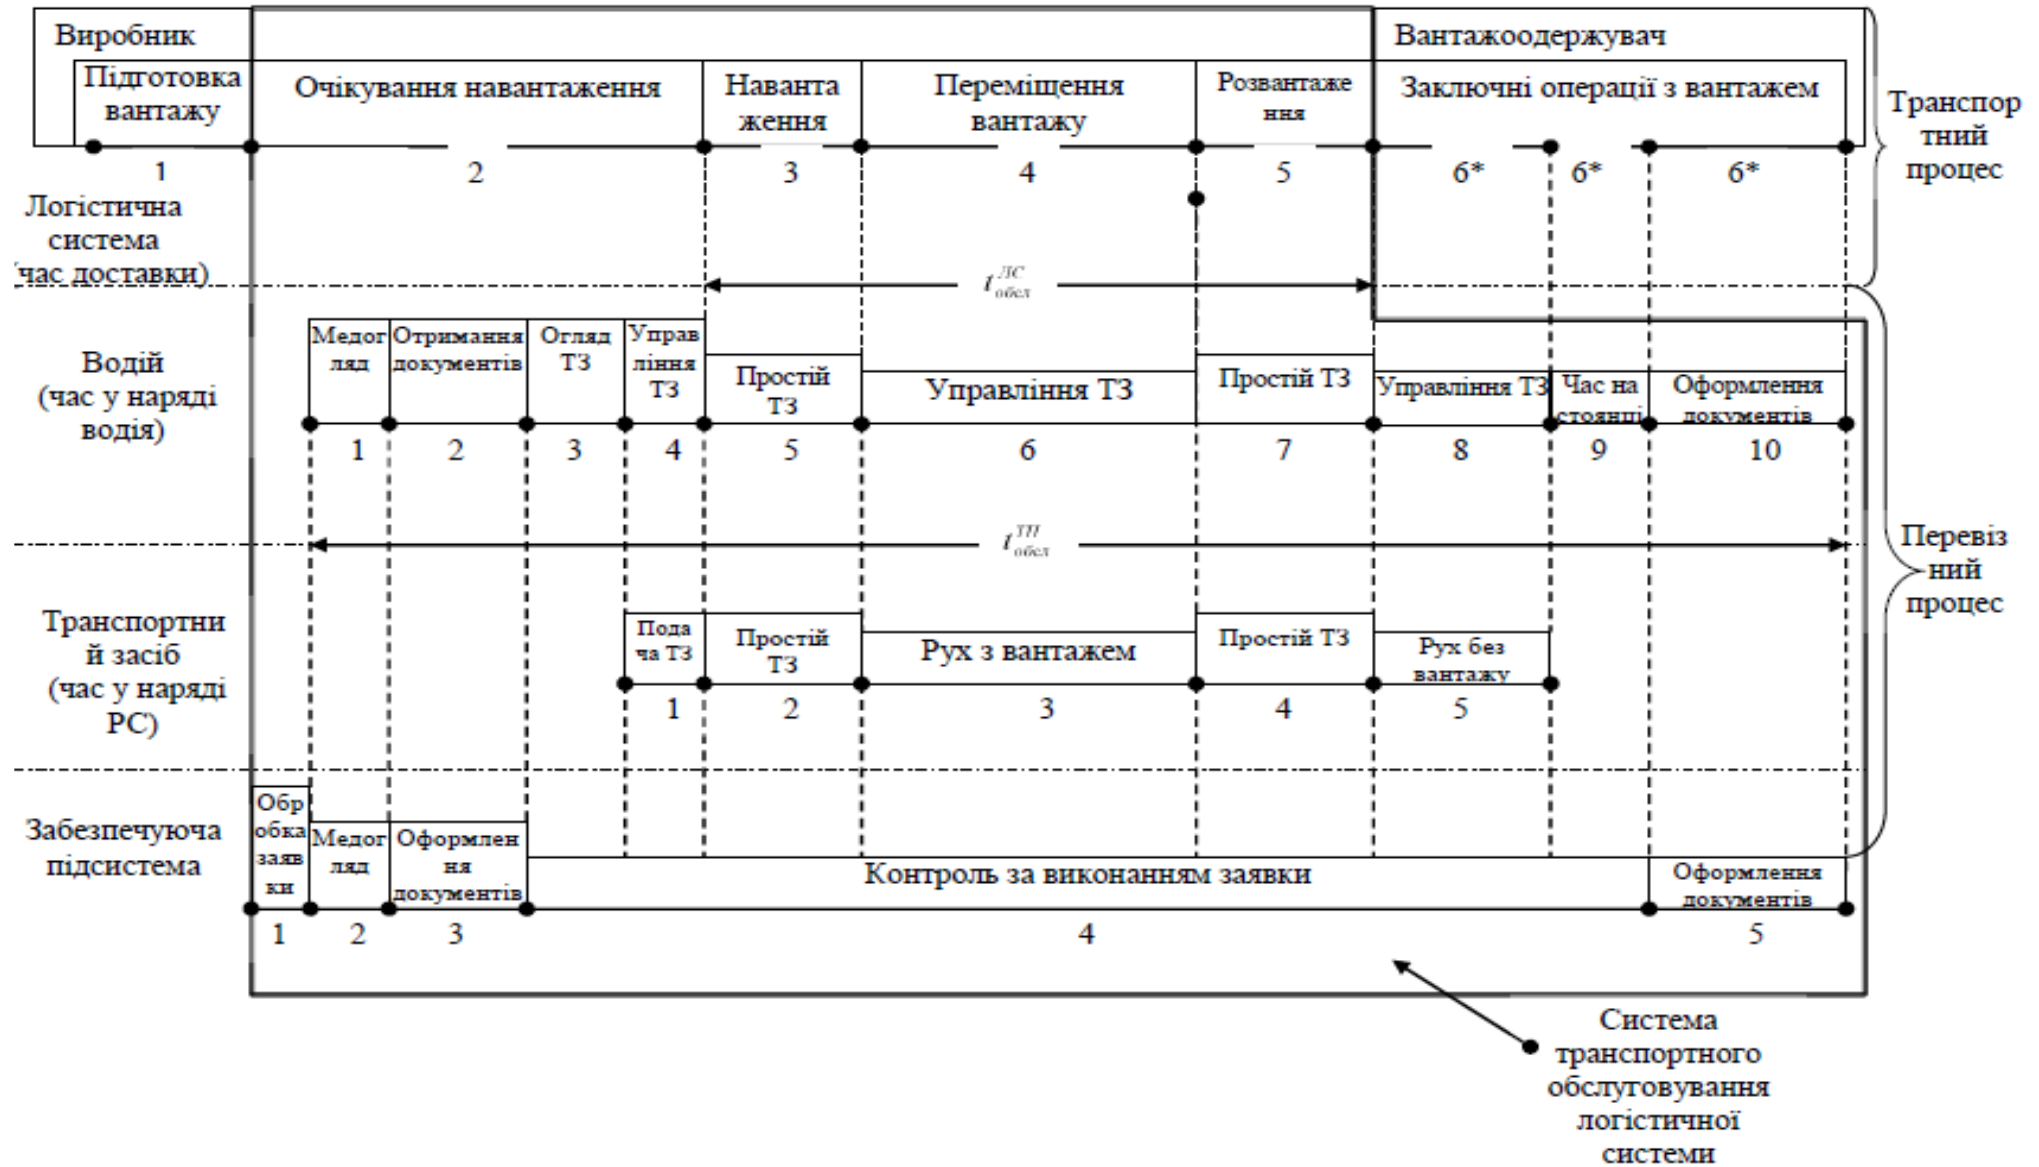 Виробник
Вантажоодержувач
Підготовка
вантажу
Очікування навантаження
Наванта
ження
Переміщення
вантажу
Розвантаже
ння
Заключні операції з вантажем
Транспор
тний
процес
1
2
3
4
5
6*
6*
6*
Логістична
система
(час доставки)
t ЛС обсл
Водій
(час у наряді
водія)
Медог
ляд
Отримання
документів
Огляд
ТЗ
Управ
ління
ТЗ
Простій
ТЗ
Управління ТЗ
Простій ТЗ
Управління ТЗ
Час на
стоянці
Оформлення
документів
1
2
3
4
5
6
7
8
9
10
t ТП обсл
Перевіз
ний
процес
Транспортни
й засіб
(час у наряді
РС)
Пода
ча ТЗ
Простій
ТЗ
Рух з вантажем
Простій ТЗ
Рух без
вантажу
1
2
3
4
5
Забезпечуюча
підсистема
Обр
обка
заяв
ки
Медог
ляд
Оформлен
ня
документів
Контроль за виконанням заявки
Оформлення
документів
1
2
3
4
5
Система
транспортного
обслуговування
логістичної
системи